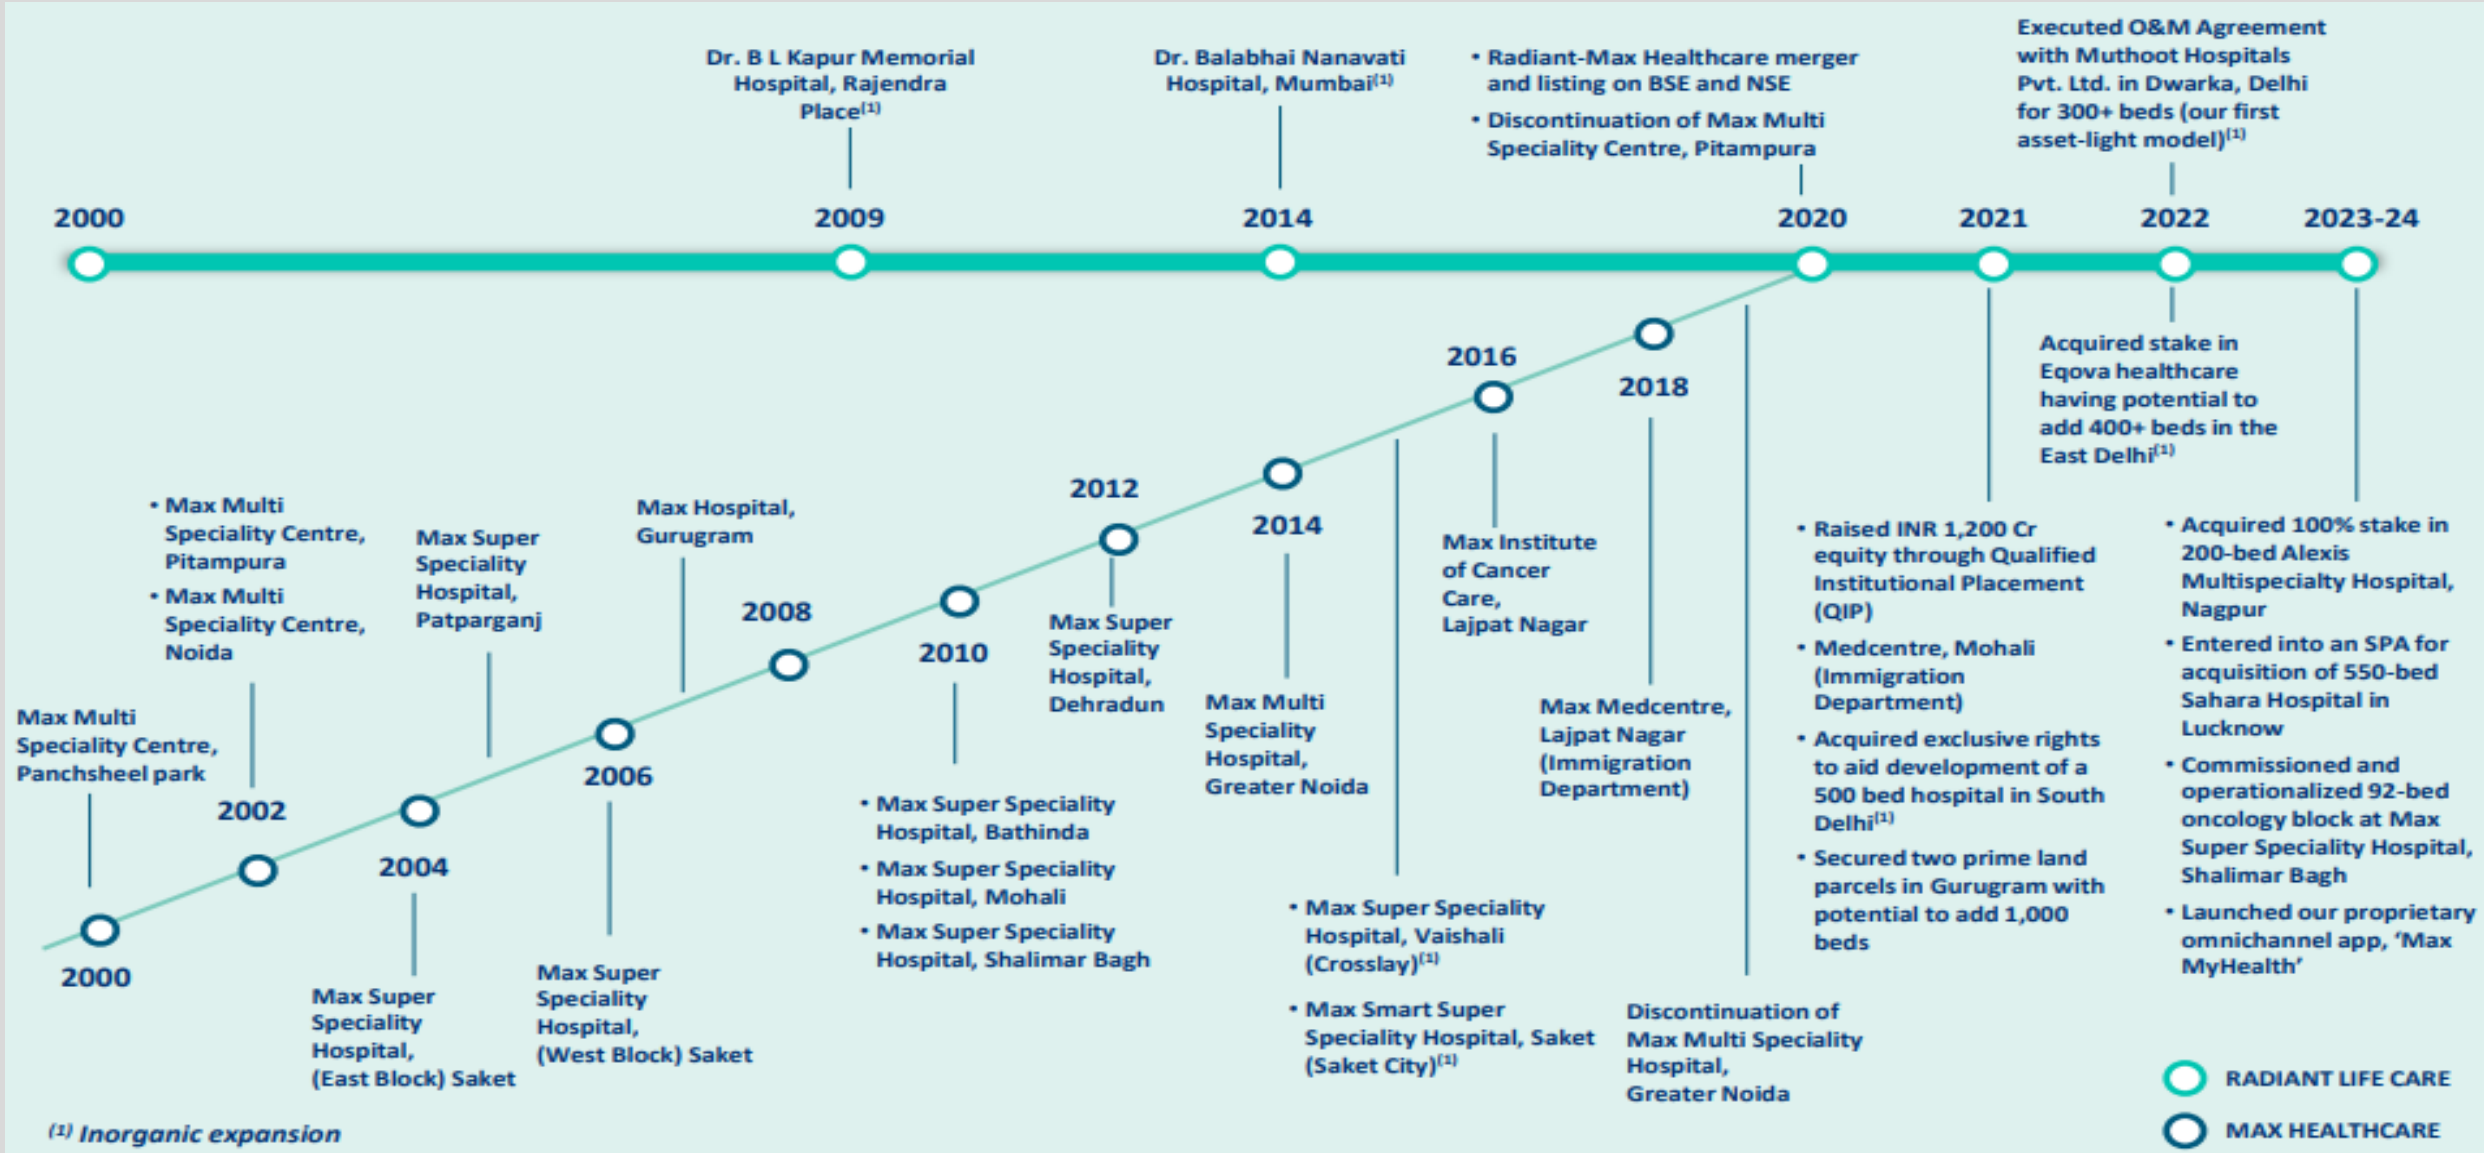 Dr. B L Kapur Memorial
Hospital, Rajendra
Place(1)
Dr. Balabhai Nanavati
Hospital, Mumbai(1)
• Radiant-Max Healthcare merger
and listing on BSE and NSE
• Discontinuation of Max Multi
Speciality Centre, Pitampura
Executed O&M Agreement
with Muthoot Hospitals
Pvt. Ltd. in Dwarka, Delhi
for 300+ beds (our first
asset-light model)(1)
2000
2009
2014
2020
2021
2022
2023-24
Max Multi
Speciality Centre,
Panchsheel park
2000
• Max Multi
Speciality Centre,
Pitampura
• Max Multi
Speciality Centre,
Noida
2002
2004
Max Super
Speciality
Hospital,
(East Block) Saket
Max Super
Speciality
Hospital,
Patparganj
2006
Max Super
Speciality
Hospital,
(West Block) Saket
Max Hospital,
Gurugram
2008
2010
• Max Super Speciality
Hospital, Bathinda
• Max Super Speciality
Hospital, Mohali
• Max Super Speciality
Hospital, Shalimar Bagh
2012
Max Super
Speciality
Hospital,
Dehradun
2014
Max Multi
Speciality
Hospital,
Greater Noida
• Max Super Speciality
Hospital, Vaishali
(Crosslay)(1)
• Max Smart Super
Speciality Hospital, Saket
(Saket City)(1)
2016
Max Institute
of Cancer
Care,
Lajpat Nagar
2018
Max Medcentre,
Lajpat Nagar
(Immigration
Department)
Discontinuation of
Max Multi Speciality
Hospital,
Greater Noida
• Raised INR 1,200 Cr
equity through Qualified
Institutional Placement
(QIP)
• Medcentre, Mohali
(Immigration
Department)
• Acquired exclusive rights
to aid development of a
500 bed hospital in South
Delhi(1)
• Secured two prime land
parcels in Gurugram with
potential to add 1,000
beds
Acquired stake in
Eqova healthcare
having potential to
add 400+ beds in the
East Delhi(1)
• Acquired 100% stake in
200-bed Alexis
Multispecialty Hospital,
Nagpur
• Entered into an SPA for
acquisition of 550-bed
Sahara Hospital in
Lucknow
• Commissioned and
operationalized 92-bed
oncology block at Max
Super Speciality Hospital,
Shalimar Bagh
• Launched our proprietary
omnichannel app, ‘Max
MyHealth’
RADIANT LIFE CARE
MAX HEALTHCARE
(1) Inorganic expansion